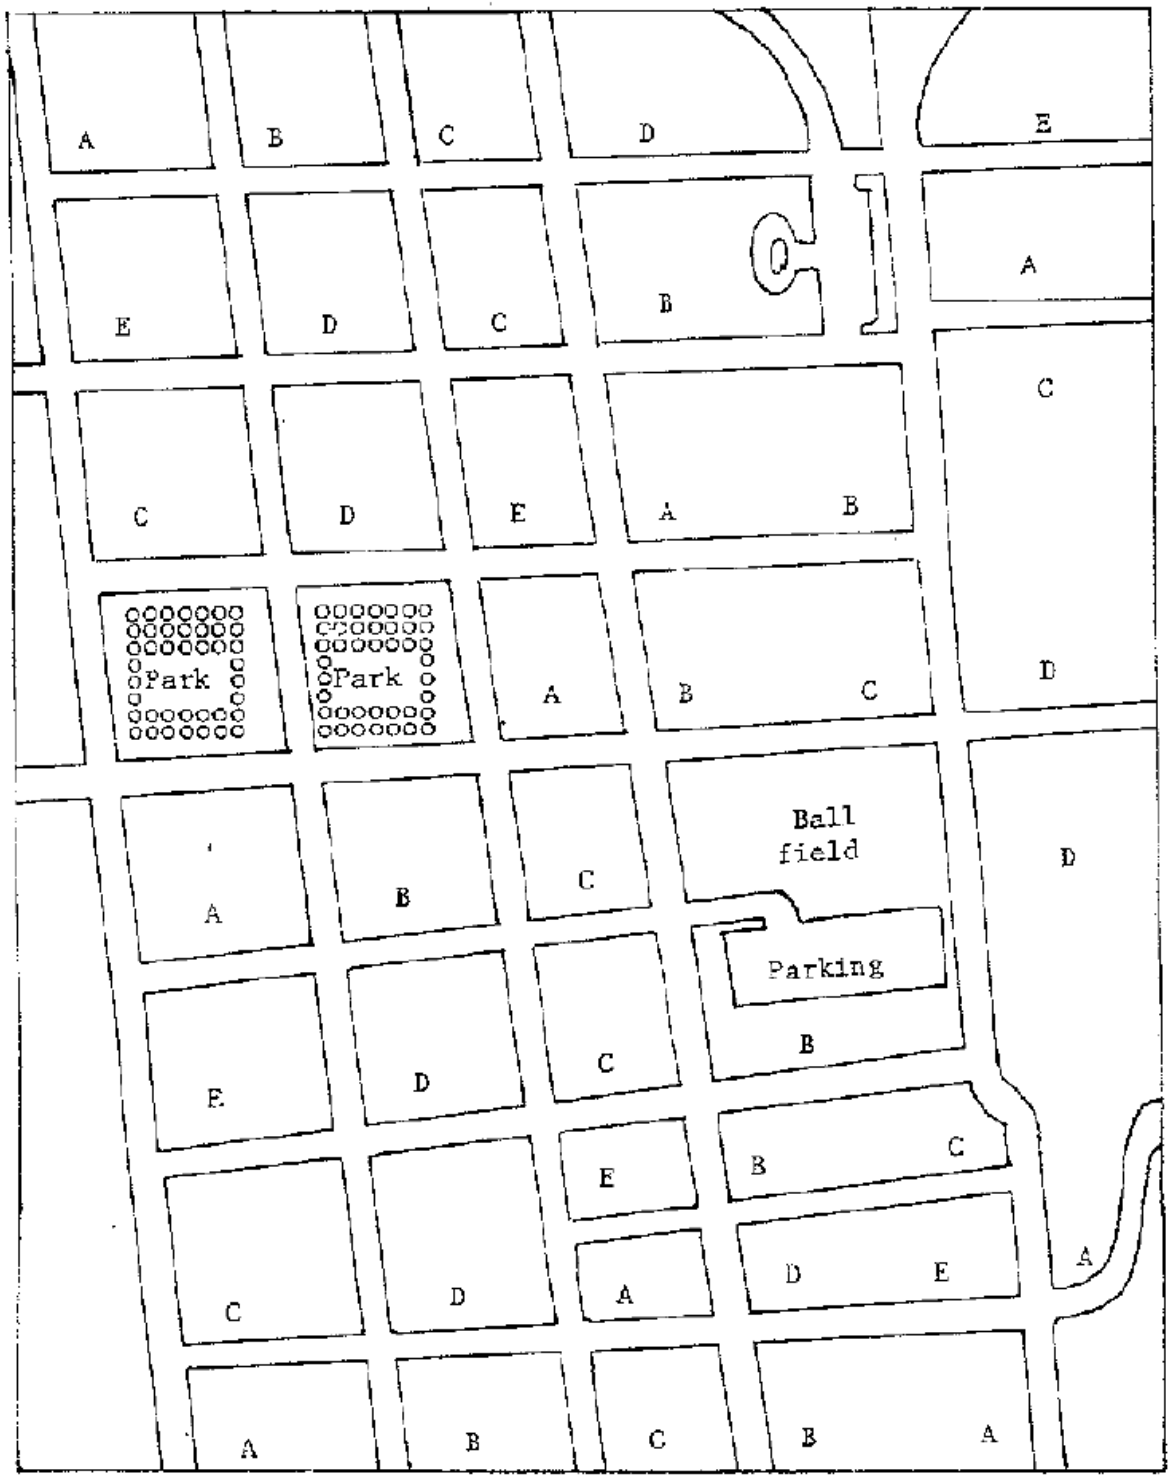 A B C D E
E D C B A
C
C D E A B
Park Park A B C D
Ball
field
A B C D
Parking
E D C B
E B C
C D A D E A
A B C B A